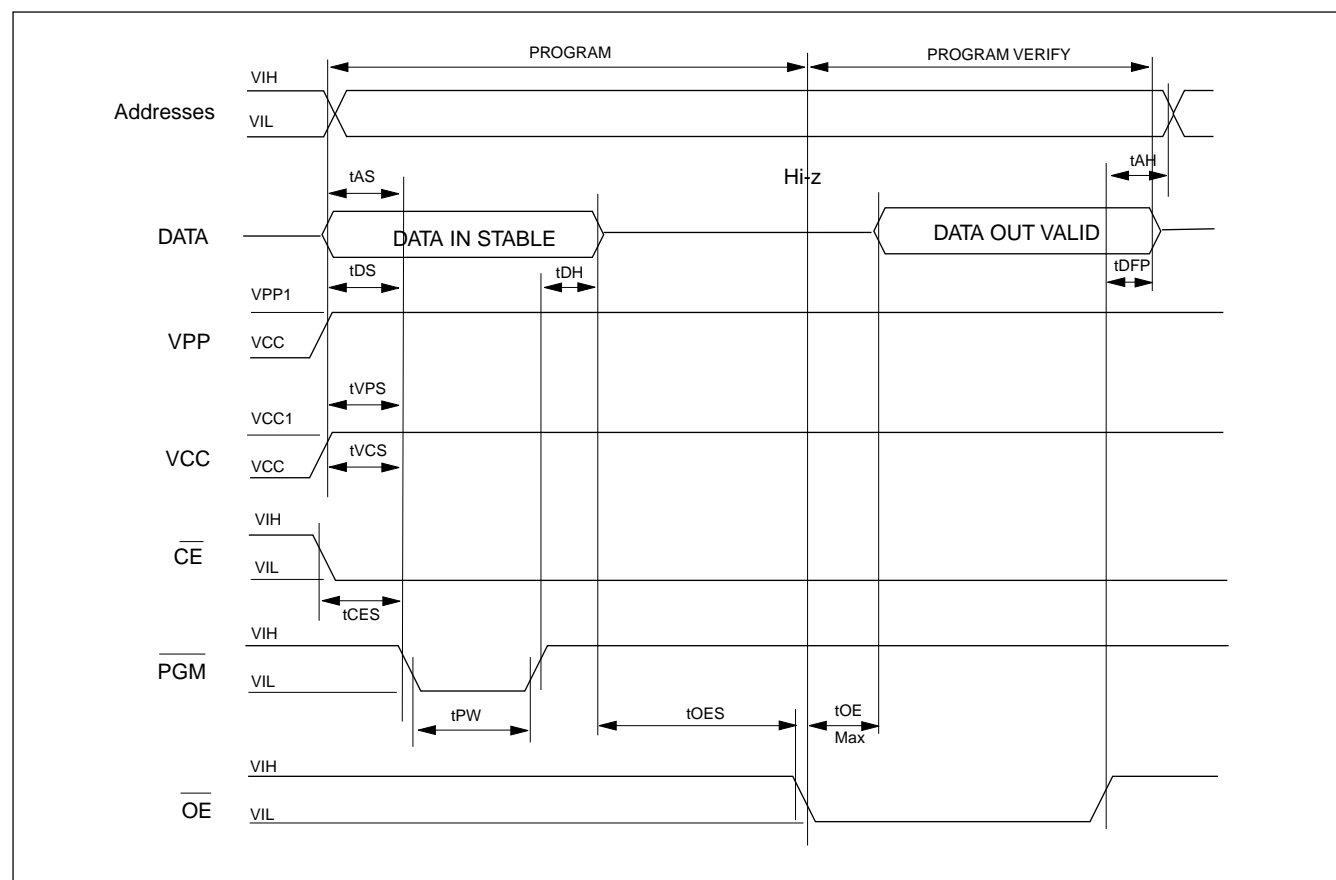 PROGRAM
PROGRAM VERIFY
VIH
Addresses
VIL
tAS
Hi-z
tAH
DATA
DATA IN STABLE
DATA OUT VALID
tDS
tDH
tDFP
VPP1
VPP
VCC
tVPS
VCC1
VCC
tVCS
VCC
VIH
CE
VIL
tCES
VIH
PGM
VIL
tPW
tOES
tOE
Max
VIH
OE
VIL